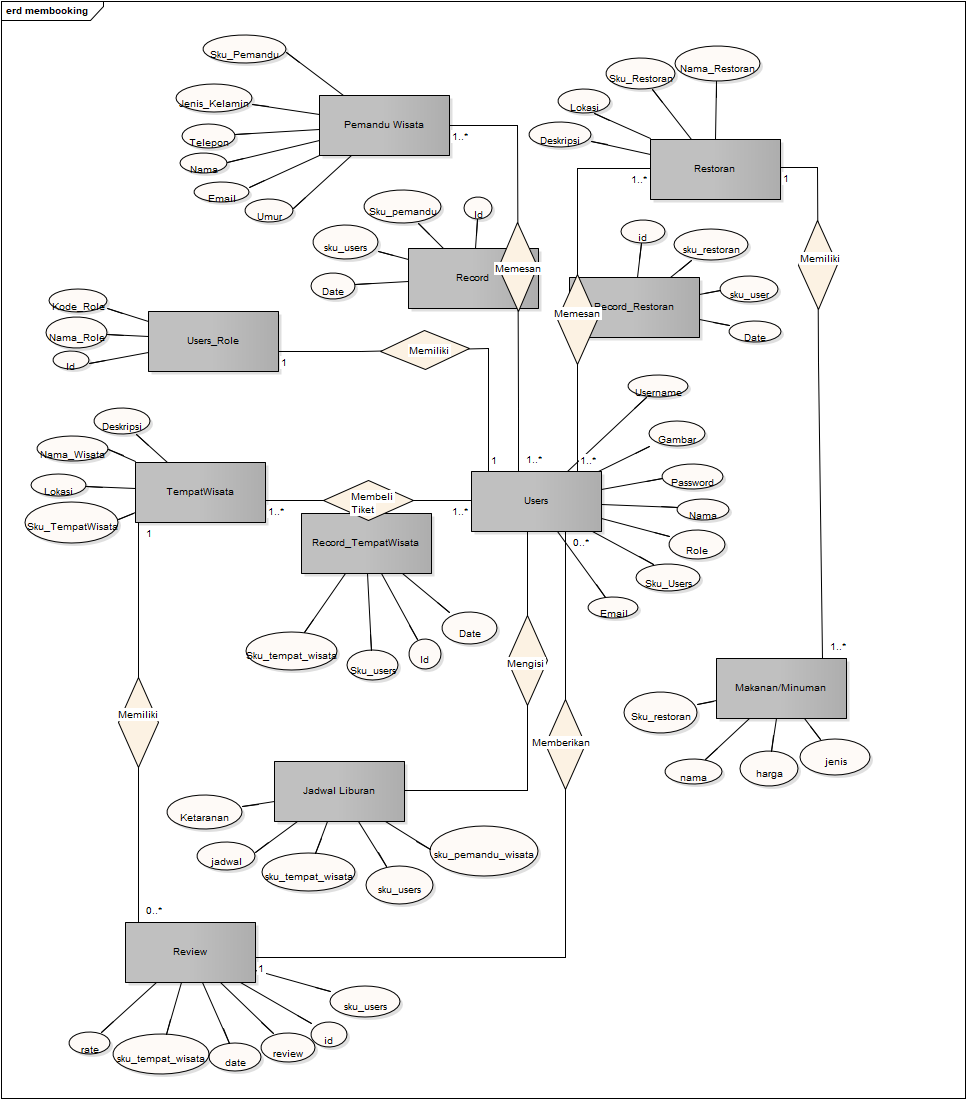 erd membooking
Sku_Pemandu
Jenis_Kelamin
Telepon
Nama
Email
Umur
Pemandu Wisata
1..*
Nama_Restoran
Sku_Restoran
Lokasi
Deskripsi
Restoran
1..*
1
Sku_pemandu
Id
sku_users
Date
Record
Memesan
id
sku_restoran
sku_user
Date
Record_Restoran
Memesan
Memiliki
Kode_Role
Nama_Role
Id
Users_Role
1
Memiliki
1
1..*
1..*
Username
Gambar
Password
Nama
Role
Sku_Users
Email
Users
0..*
Deskripsi
Nama_Wisata
Lokasi
Sku_TempatWisata
TempatWisata
1..*
1
Membeli
Tiket
1..*
Record_TempatWisata
Sku_tempat_wisata
Sku_users
Id
Date
Mengisi
Memberikan
Memiliki
1..*
Makanan/Minuman
Sku_restoran
nama
harga
jenis
Jadwal Liburan
Ketaranan
jadwal
sku_tempat_wisata
sku_users
sku_pemandu_wisata
0..*
Review
1
rate
sku_tempat_wisata
date
review
id
sku_users